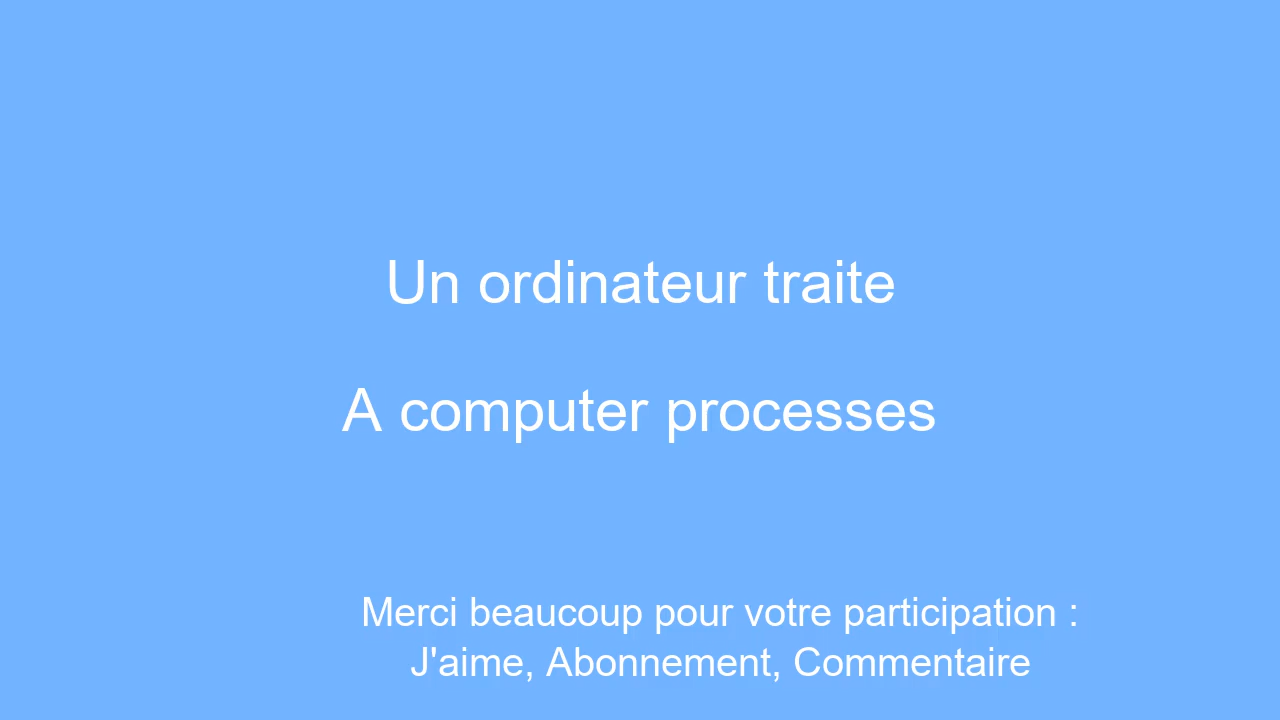 Un ordinateur traite
A computer processes
Merci beaucoup pour votre participation :
J'aime, Abonnement, Commentaire